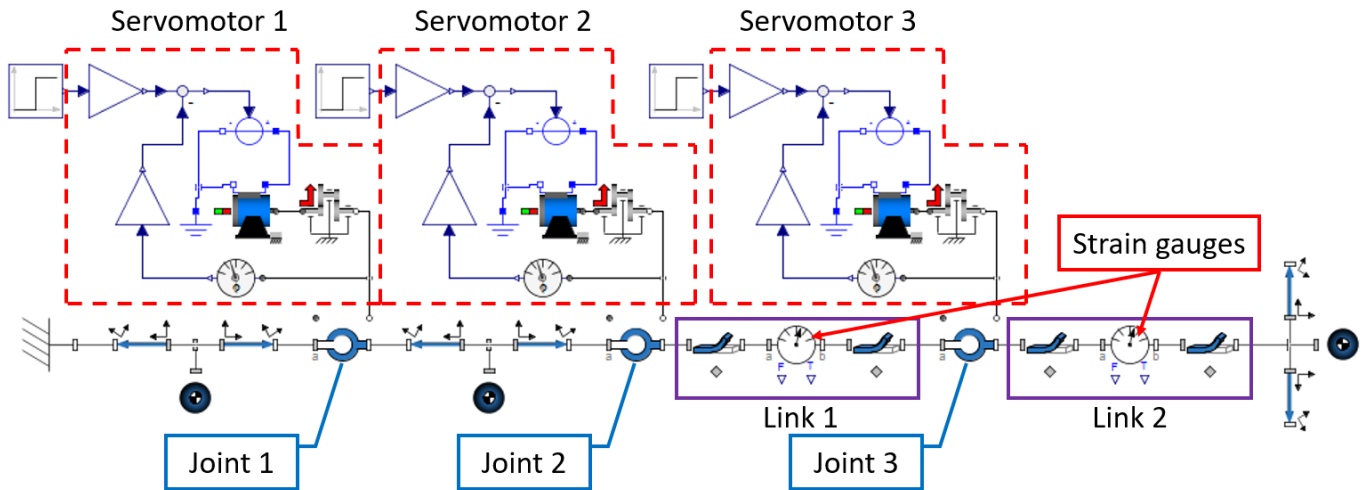 Servomotor 1
Servomotor 2
Servomotor 3
-
-
-
- +
- +
- +
Strain gauges
a
a
a b
a
a b
F T
F T
Link 1
Link 2
Joint 1
Joint 2
Joint 3